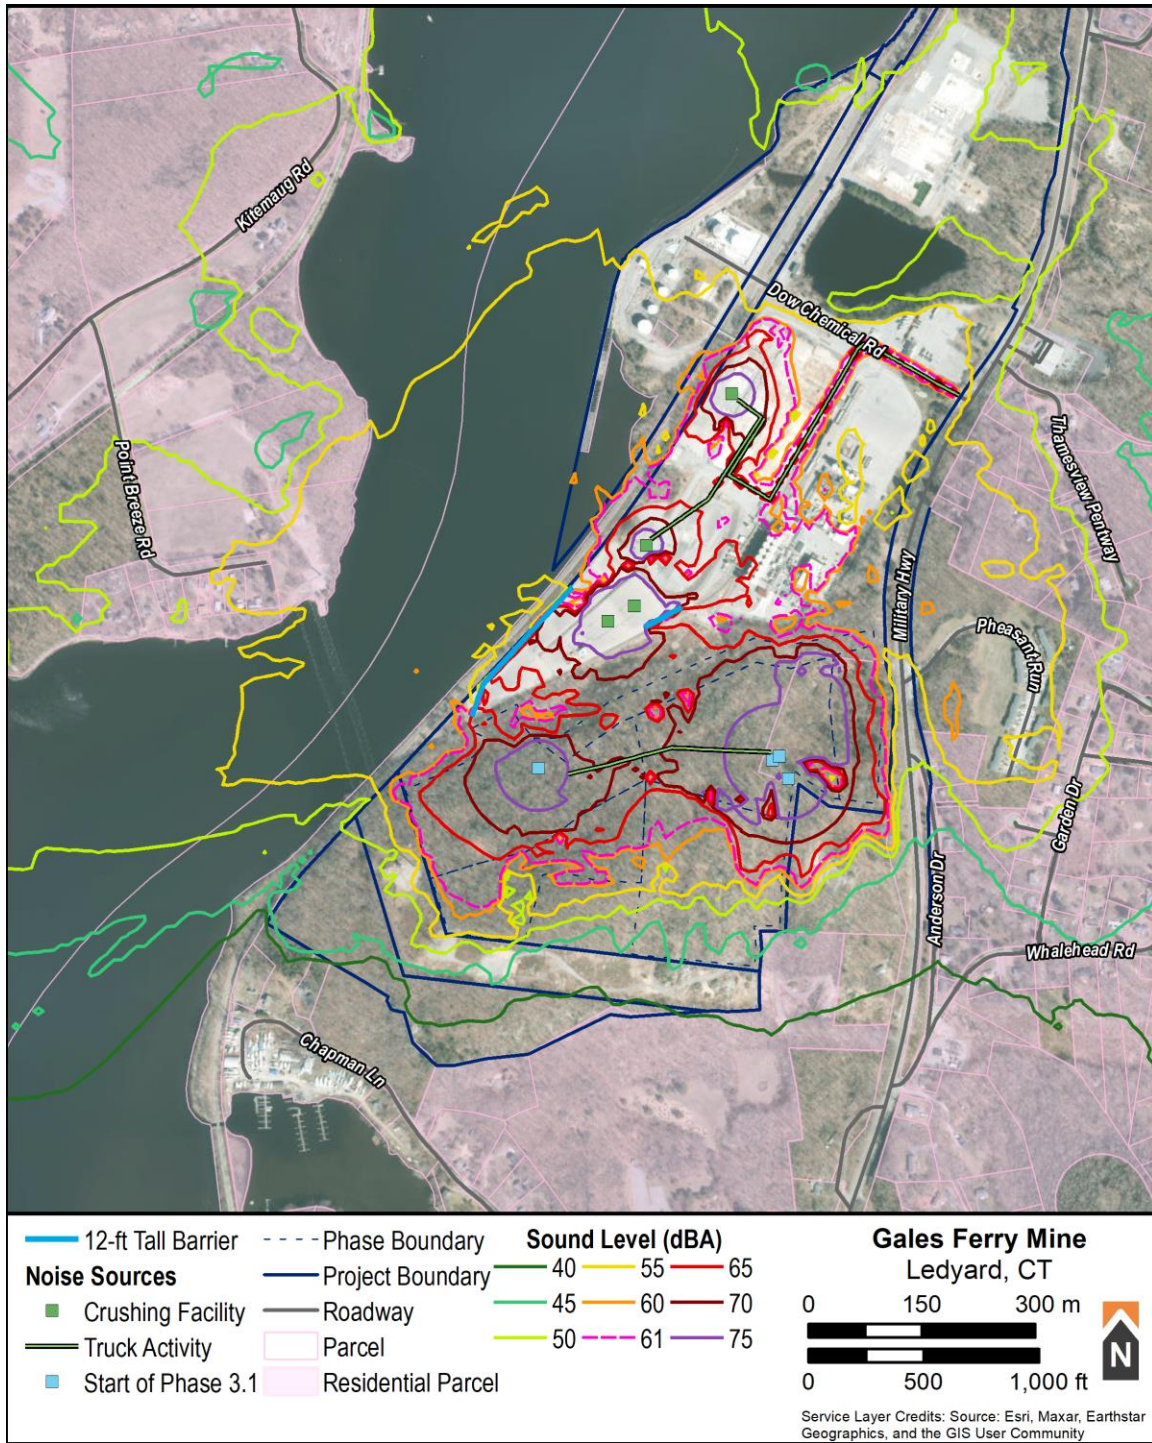 Kitemaug Rd
Dow Chemical Rd
Thamesview Pentway
Point Breeze Rd
Military Hwy
Pheasant Run
Garden Dr
Anderson Dr
Whalehead Rd
Chapman Ln
12-ft Tall Barrier
Noise Sources
Crushing Facility
Truck Activity
Start of Phase 3.1
Phase Boundary
Project Boundary
Roadway
Parcel
Residential Parcel
Sound Level (dBA)
40 55 65
45 60 70
50 61 75
Gales Ferry Mine
Ledyard, CT
0 150 300 m
0 500 1,000 ft
N
Service Layer Credits: Source: Esri, Maxar, Earthstar
Geographics, and the GIS User Community